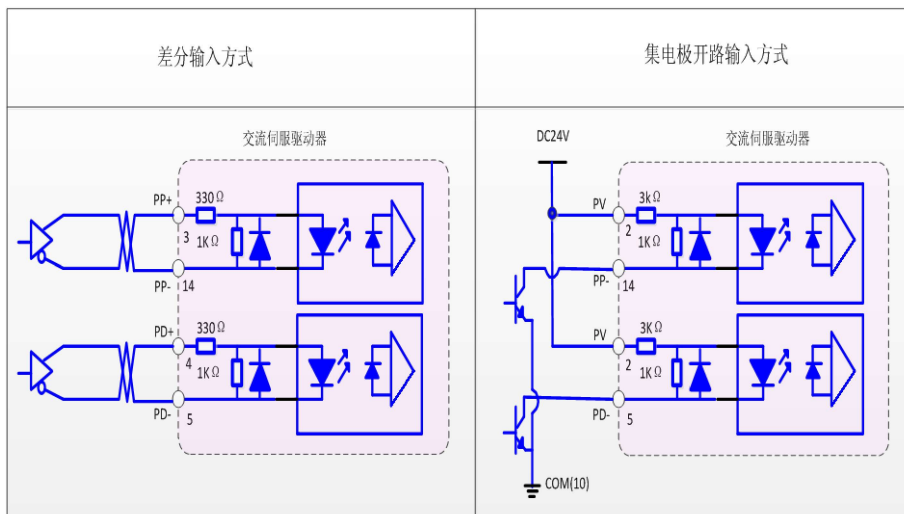 差分输入方式
集电极开路输入方式
交流伺服驱动器
PP+
330Ω
3
1KΩ
PP-
14
PD+
330Ω
4
1KΩ
PD-
5
DC24V
交流伺服驱动器
PV
3kΩ
2
1KΩ
PP-
14
PV
3KΩ
2
1KΩ
PD-
5
COM(10)